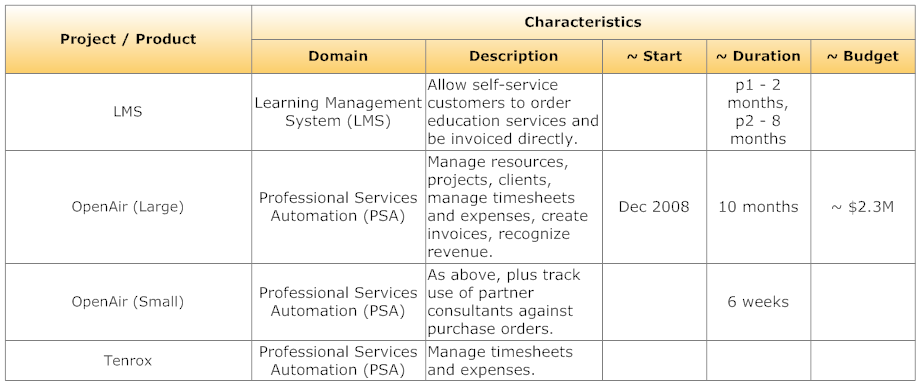 Project / Product
Characteristics
Domain
Description
~ Start
~ Duration
~ Budget
LMS
Learning Management
System (LMS)
Allow self-service
customers to order
education services and
be invoiced directly.
p1 - 2
months,
p2 - 8
months
OpenAir (Large)
Professional Services
Automation (PSA)
Manage resources,
projects, clients,
manage timesheets
and expenses, create
invoices, recognize
revenue.
Dec 2008
10 months
~ $2.3M
OpenAir (Small)
Professional Services
Automation (PSA)
As above, plus track
use of partner
consultants against
purchase orders.
6 weeks
Tenrox
Professional Services
Automation (PSA)
Manage timesheets
and expenses.